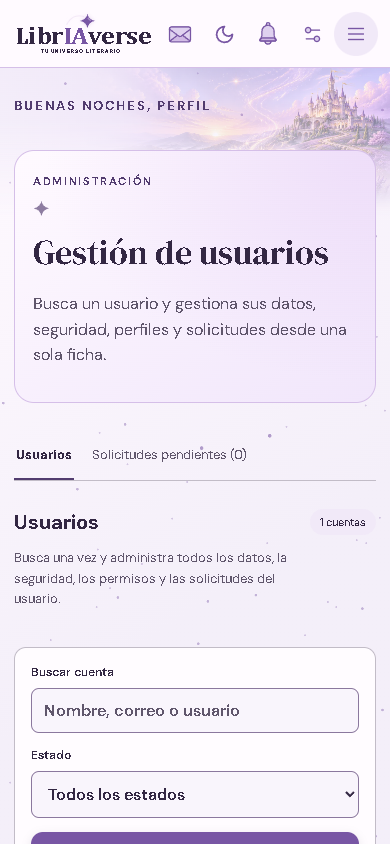 LibrIAverse
TU UNIVERSO LITERARIO
BUENAS NOCHES, PERFIL
ADMINISTRACIÓN
Gestión de usuarios
Busca un usuario y gestiona sus datos,
seguridad, perfiles y solicitudes desde una
sola ficha.
Usuarios
Solicitudes pendientes (0)
Usuarios
1 cuentas
Busca una vez y administra todos los datos, la
seguridad, los permisos y las solicitudes del
usuario.
Buscar cuenta
Nombre, correo o usuario
Estado
Todos los estados